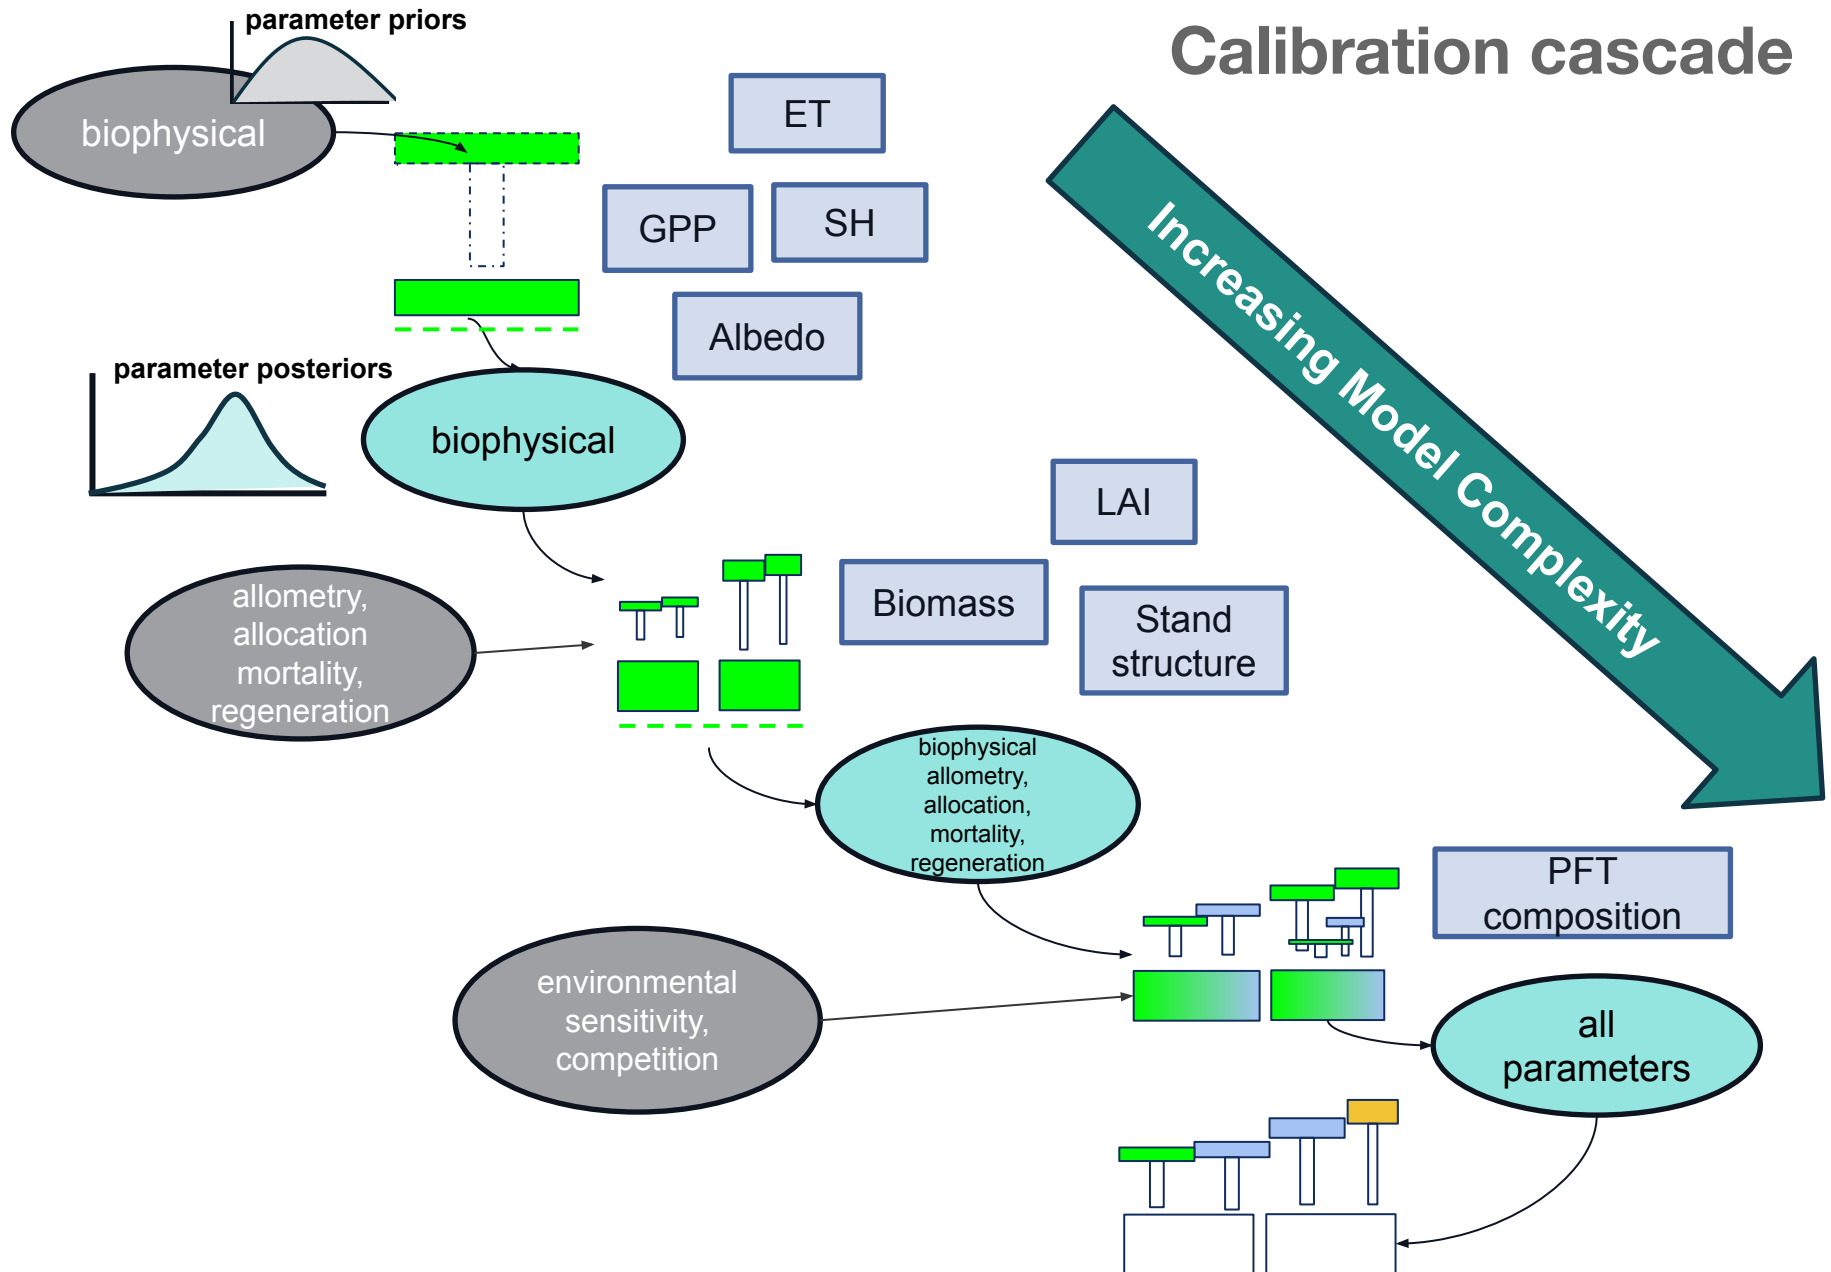 parameter priors
Calibration cascade
biophysical
ET
GPP
SH
Albedo
Increasing Model Complexity
parameter posteriors
biophysical
LAI
Biomass
Stand
structure
allometry,
allocation
mortality,
regeneration
biophysical
allometry,
allocation,
mortality,
regeneration
PFT
composition
environmental
sensitivity,
competition
all
parameters